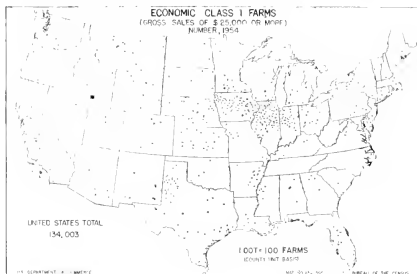 ECONOMIC CLASS I FARMS
(GROSS SALES OF $25,000 OR MORE)
NUMBER, 1954
UNITED STATES TOTAL
134,003
1 DOT=100 FARMS
(COUNTY UNIT BASIS)
U.S. DEPARTMENT OF COMMERCE
BUREAU OF THE CENSUS